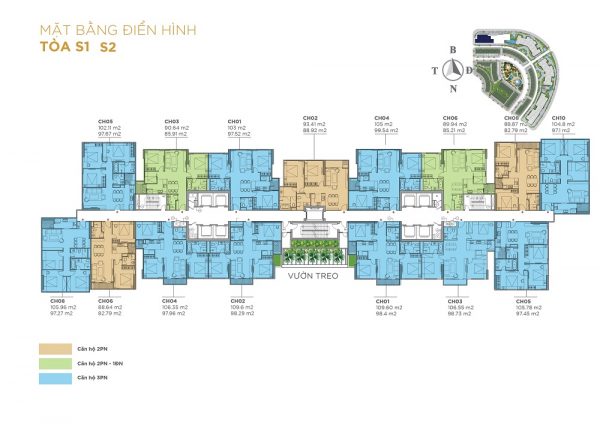 MẶT BẰNG ĐIỂN HÌNH
TÒA S1 S2
B
T Đ
N
CH05
102.11 m2
97.67 m2
CH03
90.64 m2
85.91 m2
CH01
103 m2
97.52 m2
CH02
93.41 m2
88.92 m2
CH04
105 m2
99.54 m2
CH06
89.94 m2
85.21 m2
CH08
88.87 m2
82.79 m2
CH10
104.8 m2
97.1 m2
VƯỜN TREO
CH08
105.96 m2
97.27 m2
CH06
88.64 m2
82.79 m2
CH04
106.35 m2
97.96 m2
CH02
109.6 m2
98.29 m2
CH01
109.60 m2
98.4 m2
CH03
106.55 m2
98.73 m2
CH05
105.78 m2
97.45 m2
Căn hộ 2PN
Căn hộ 2PN - 1ĐN
Căn hộ 3PN